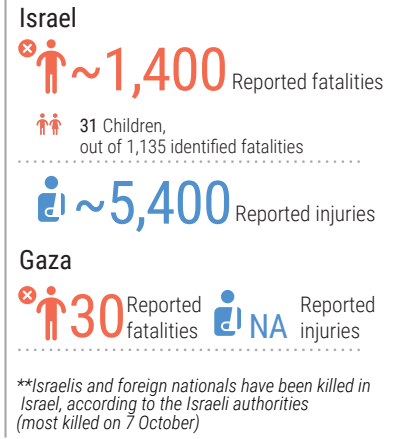 Israel
~1,400 Reported fatalities
31 Children,
out of 1,135 identified fatalities
~5,400 Reported injuries
Gaza
30 Reported fatalities NA Reported injuries
**Israelis and foreign nationals have been killed in
Israel, according to the Israeli authorities
(most killed on 7 October)